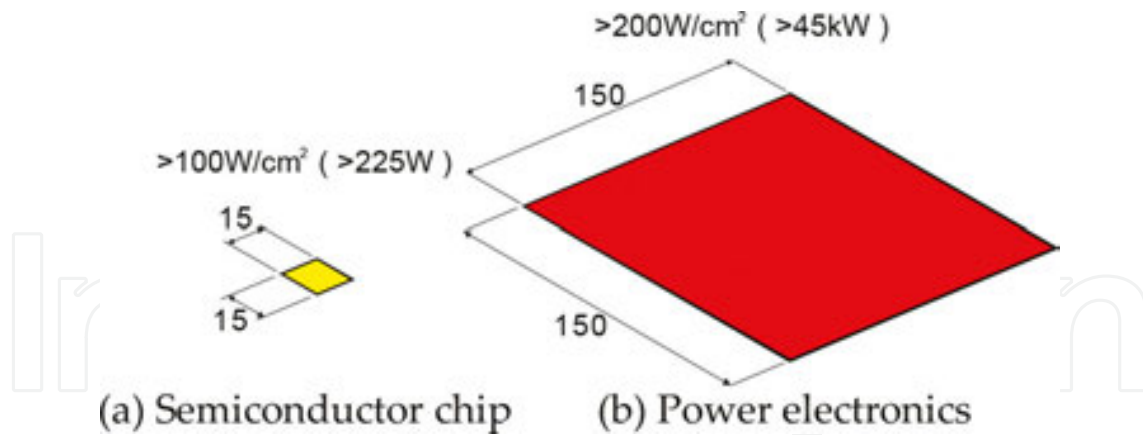 >200W/cm² ( >45kW )
150
>100W/cm² ( >225W )
15
15
150
(a) Semiconductor chip
(b) Power electronics